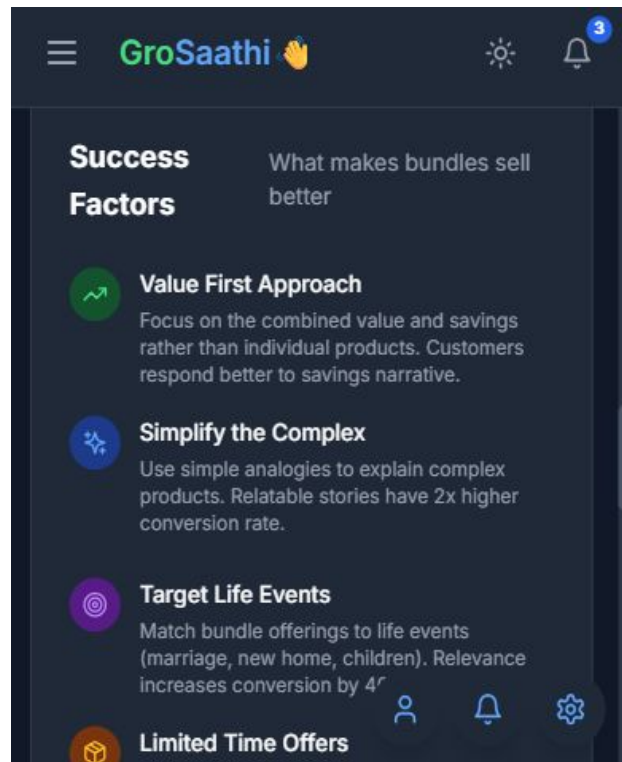 GroSaathi 👋
3
Success
Factors
What makes bundles sell
better
Value First Approach
Focus on the combined value and savings
rather than individual products. Customers
respond better to savings narrative.
Simplify the Complex
Use simple analogies to explain complex
products. Relatable stories have 2x higher
conversion rate.
Target Life Events
Match bundle offerings to life events
(marriage, new home, children). Relevance
increases conversion by
Limited Time Offers